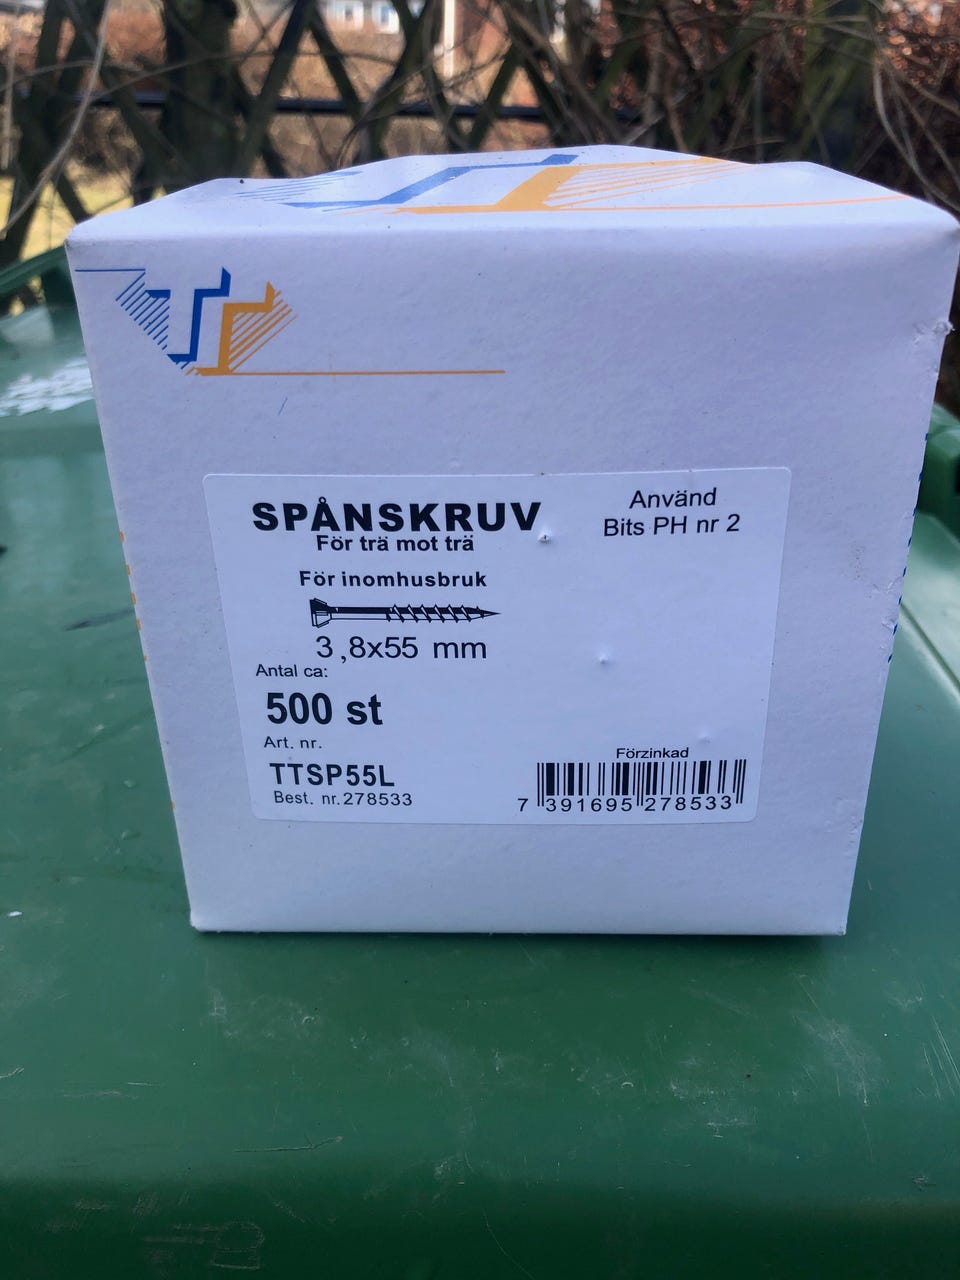 SPÅNSKRUV
För trä mot trä
För inomhusbruk
3,8x55 mm
Antal ca:
500 st
Art. nr.
TTSP55L
Best. nr. 278533
Använd
Bits PH nr 2
Förzinkad
7 391695 278533